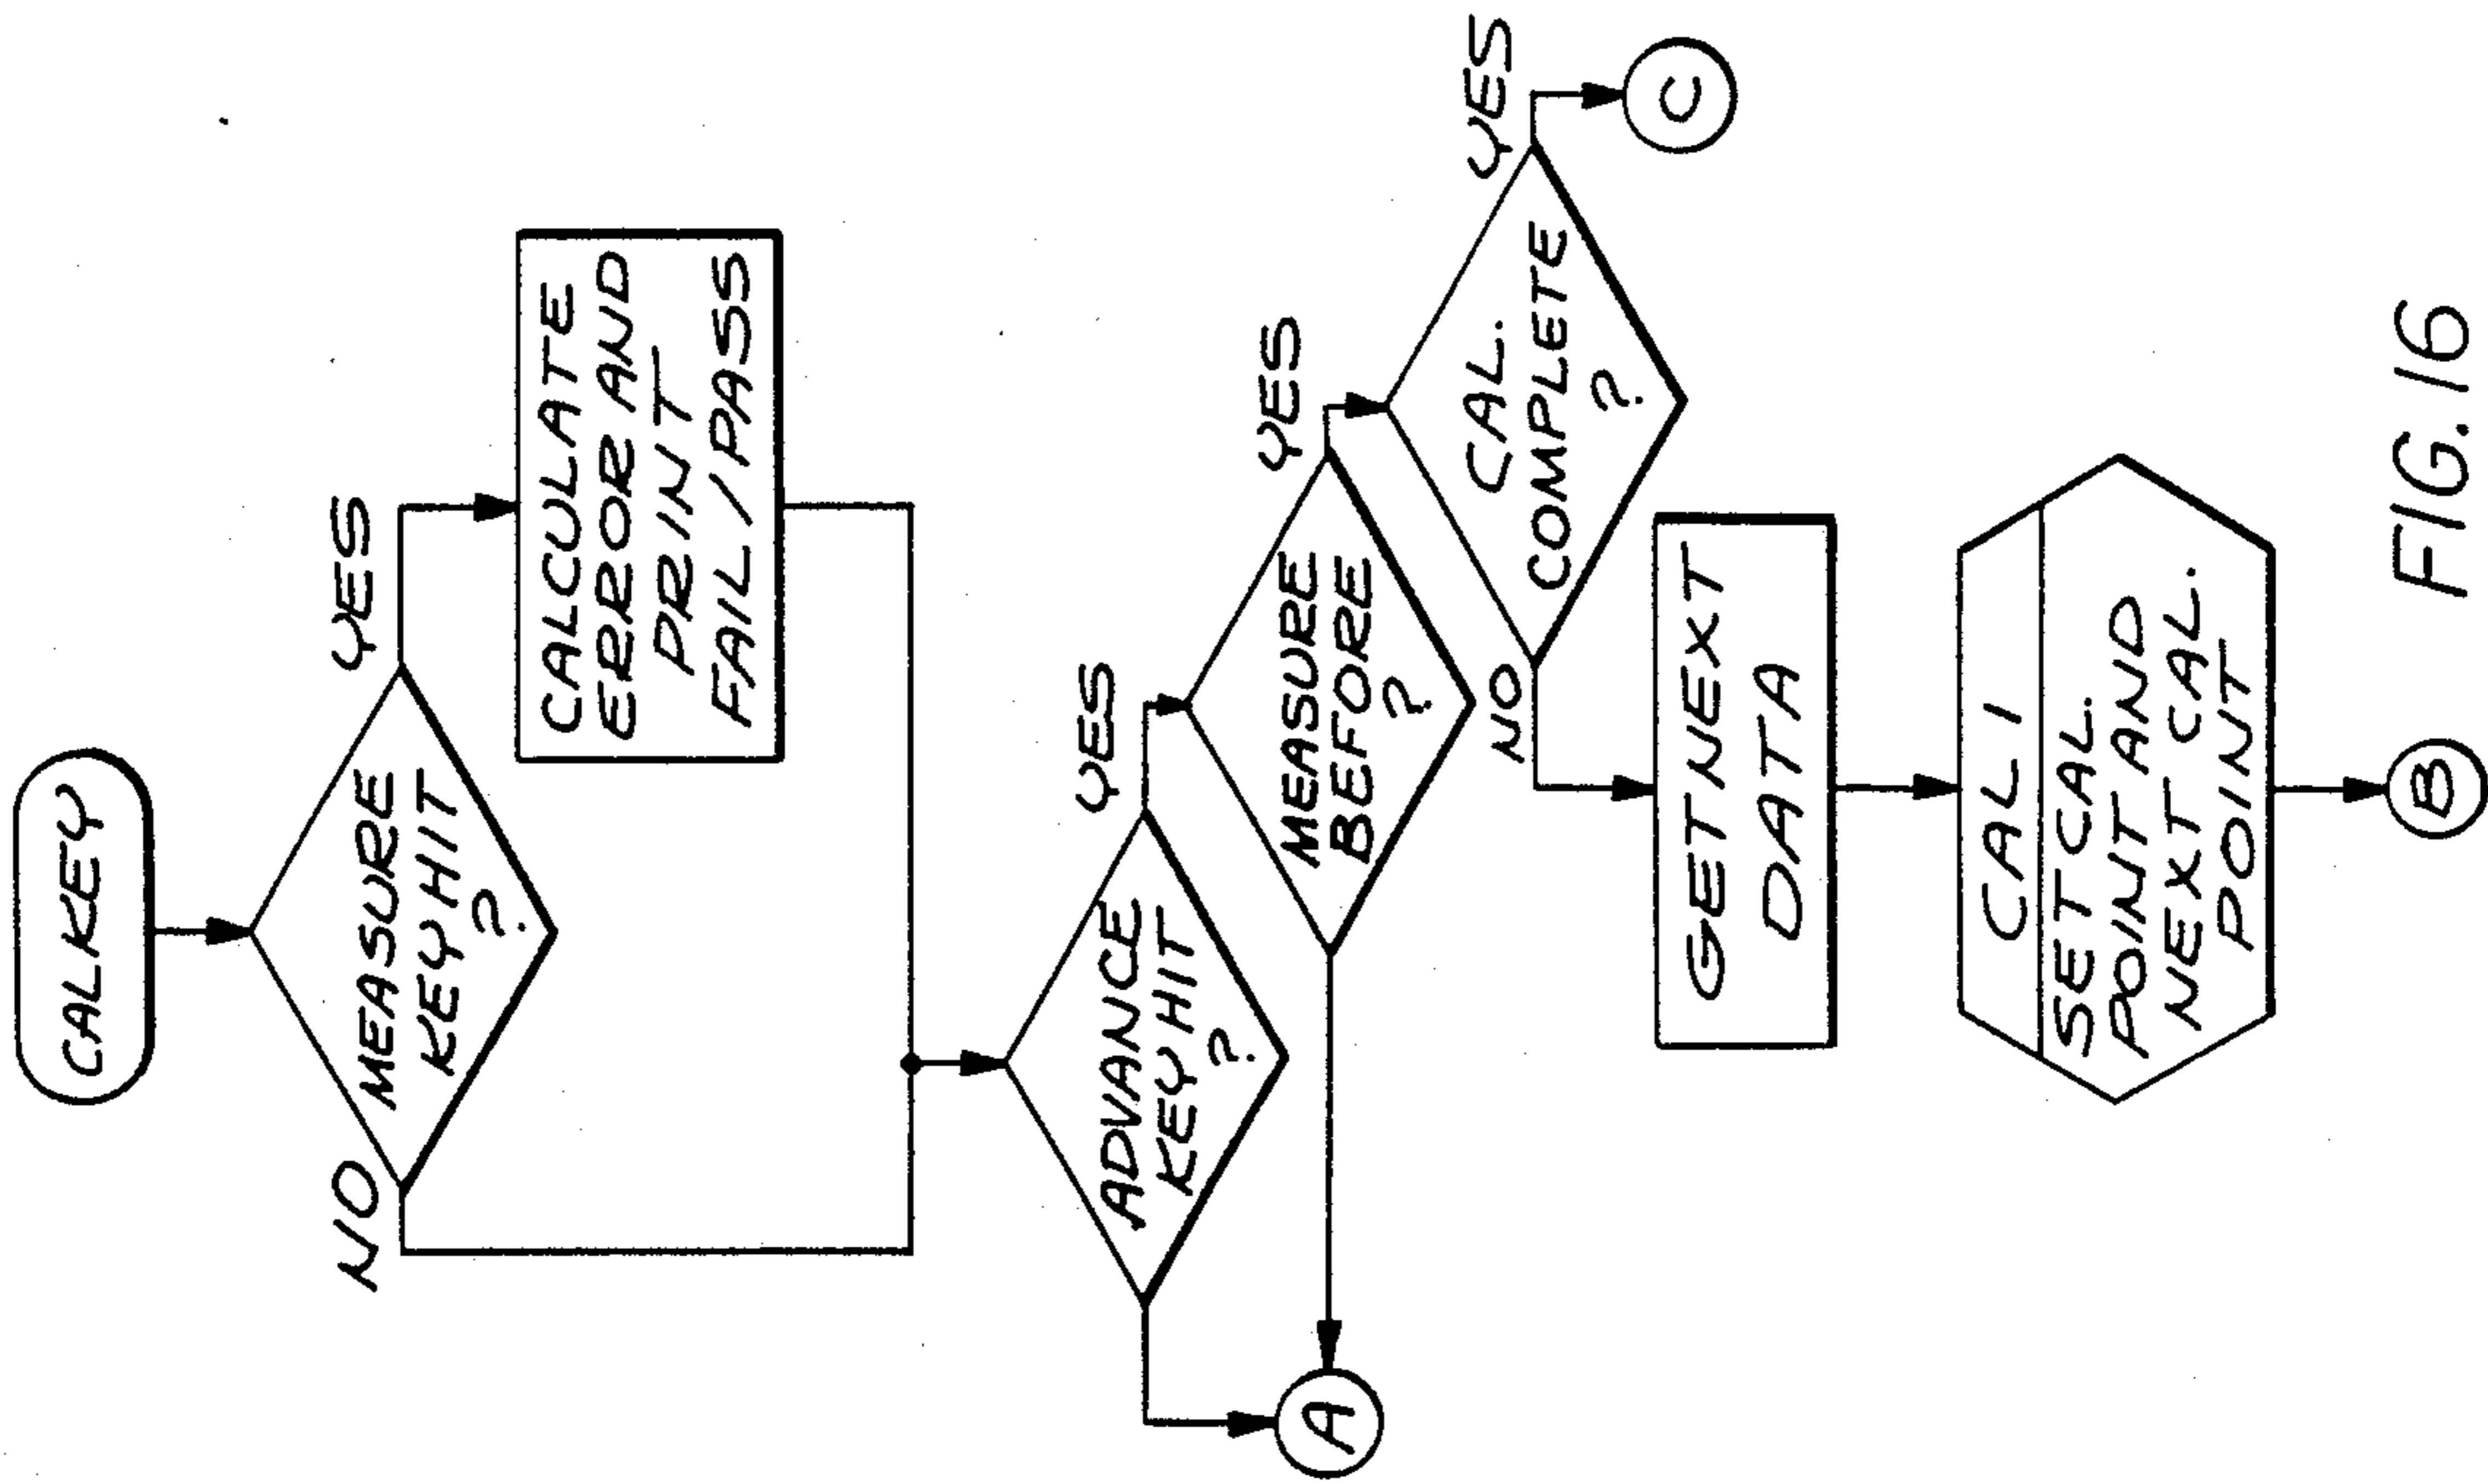 CALKEY
MEASURE
KEY HIT
?
NO
YES
CALCULATE
ERROR AND
PRINT
FAIL/PASS
ADVANCE
KEY HIT
?
YES
A
MEASURE
BEFORE
?
YES
CAL.
COMPLETE
?
YES
C
NO
GET NEXT
DATA
CAL 1
SET CAL.
POINT AND
NEXT CAL.
POINT
B
FIG. 16